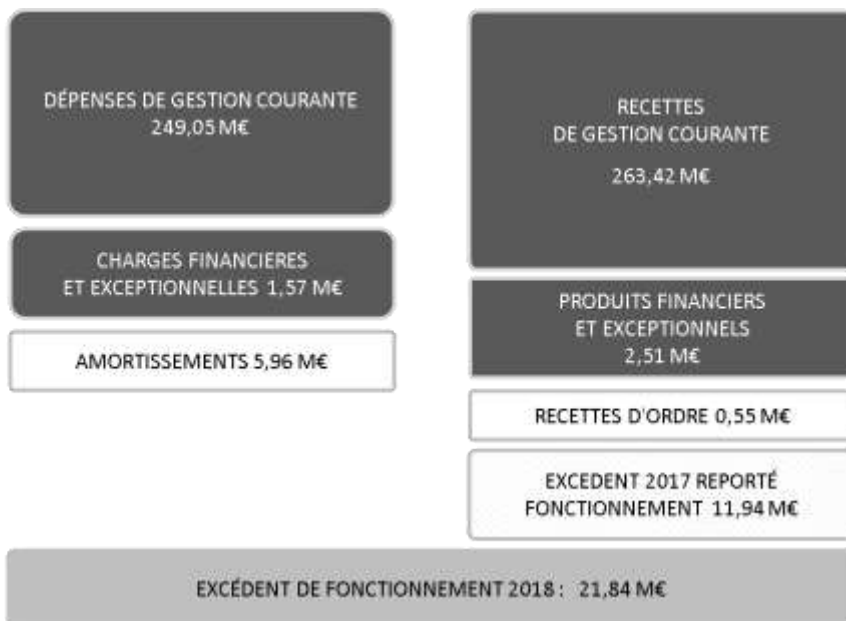 DÉPENSES DE GESTION COURANTE
249,05 M€
CHARGES FINANCIERES
ET EXCEPTIONNELLES 1,57 M€
AMORTISSEMENTS 5,96 M€
RECETTES
DE GESTION COURANTE
263,42 M€
PRODUITS FINANCIERS
ET EXCEPTIONNELS
2,51 M€
RECETTES D'ORDRE 0,55 M€
EXCEDENT 2017 REPORTÉ
FONCTIONNEMENT 11,94 M€
EXCÉDENT DE FONCTIONNEMENT 2018 : 21,84 M€